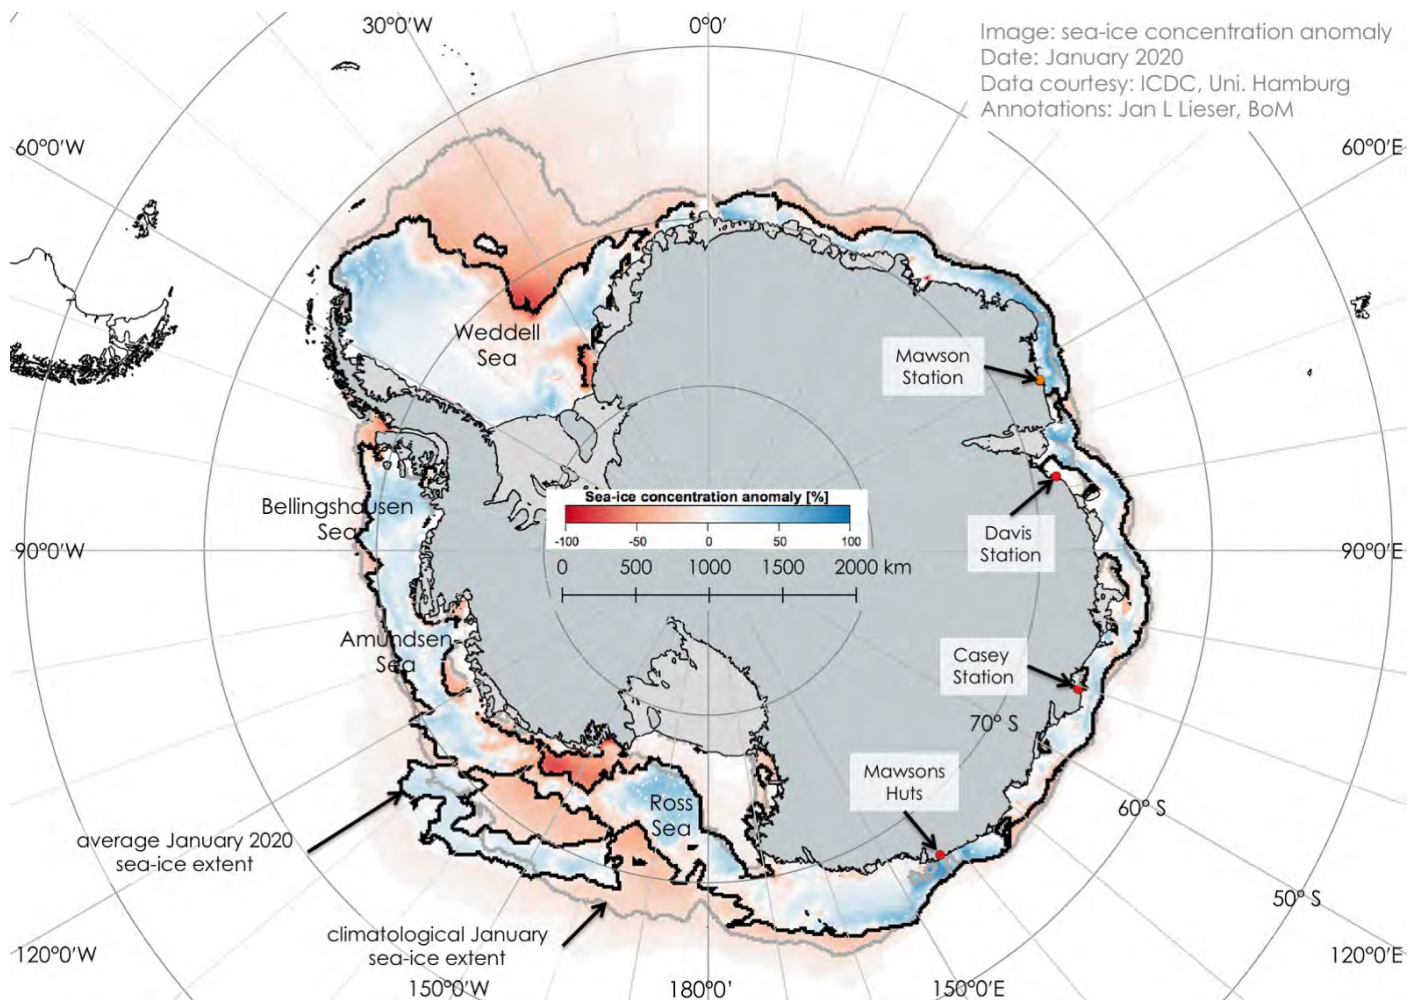 Image: sea-ice concentration anomaly
Date: January 2020
Data courtesy: ICDC, Uni. Hamburg
Annotations: Jan L Lieser, BoM
30°0'W
0°0'
60°0'W
60°0'E
Weddell
Sea
Mawson
Station
Bellingshausen
Sea
Sea-ice concentration anomaly [%]
-100
-50
0
50
100
Davis
Station
90°0'W
90°0'E
0
500
1000
1500
2000 km
Amundsen
Sea
Casey
Station
70° S
Mawsons
Huts
Ross
Sea
60° S
average January 2020
sea-ice extent
50° S
climatological January
sea-ice extent
120°0'W
120°0'E
150°0'W
180°0'
150°0'E